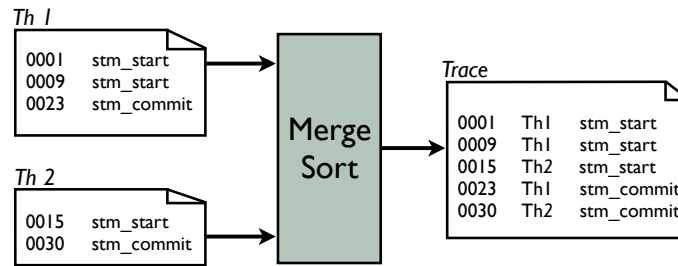 Th 1
0001 stm_start
0009 stm_start
0023 stm_commit
Th 2
0015 stm_start
0030 stm_commit
Merge
Sort
Trace
0001 Th1 stm_start
0009 Th1 stm_start
0015 Th2 stm_start
0023 Th1 stm_commit
0030 Th2 stm_commit